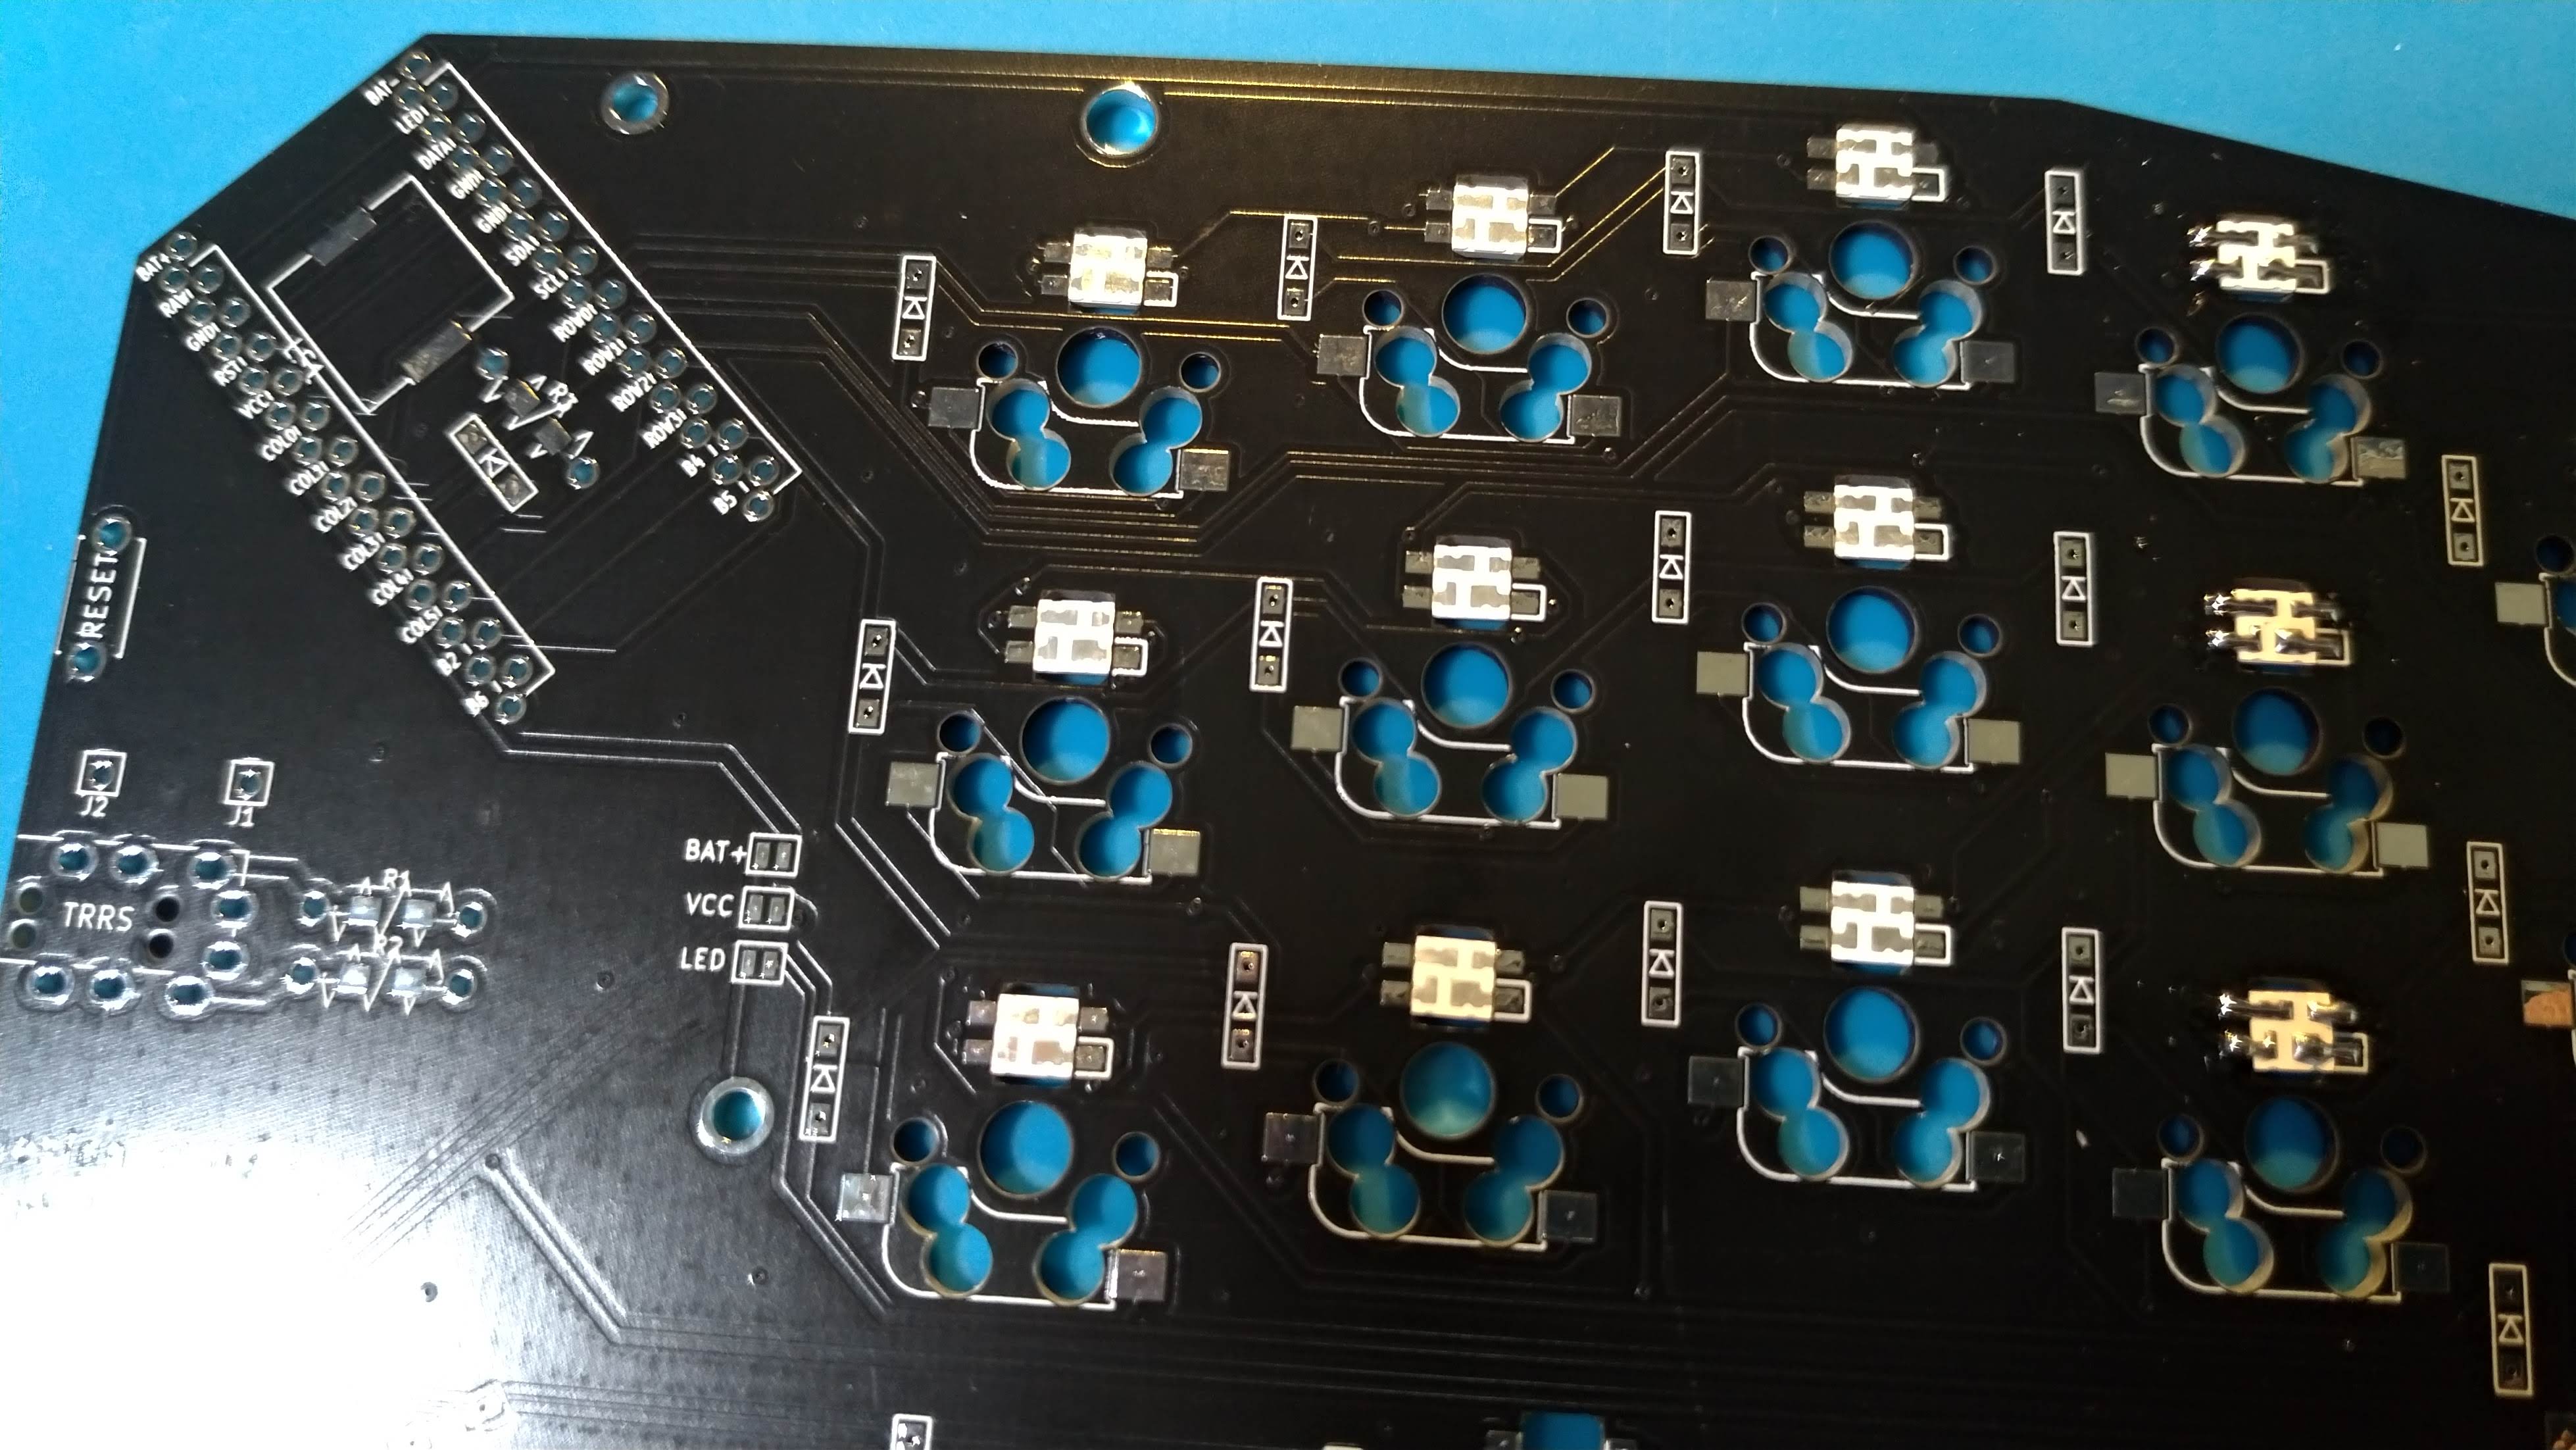 BAT-
LED
DATA
GND
GND
SDA
SCL
ROW0
ROW1
ROW2
ROW3
B4
B5
BAT+
RAW
GND
RST
VCC
COL0
COL1
COL2
COL3
COL4
COL5
B2
B6
RESET
J2
J1
TRRS
R1
R2
BAT+
VCC
LED